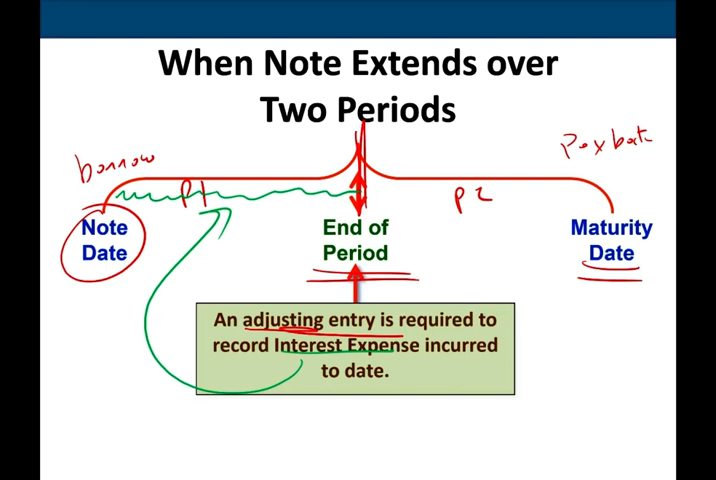 When Note Extends over
Two Periods
borrow
Pay back
P1
P2
Note
Date
End of
Period
Maturity
Date
An adjusting entry is required to
record Interest Expense incurred
to date.